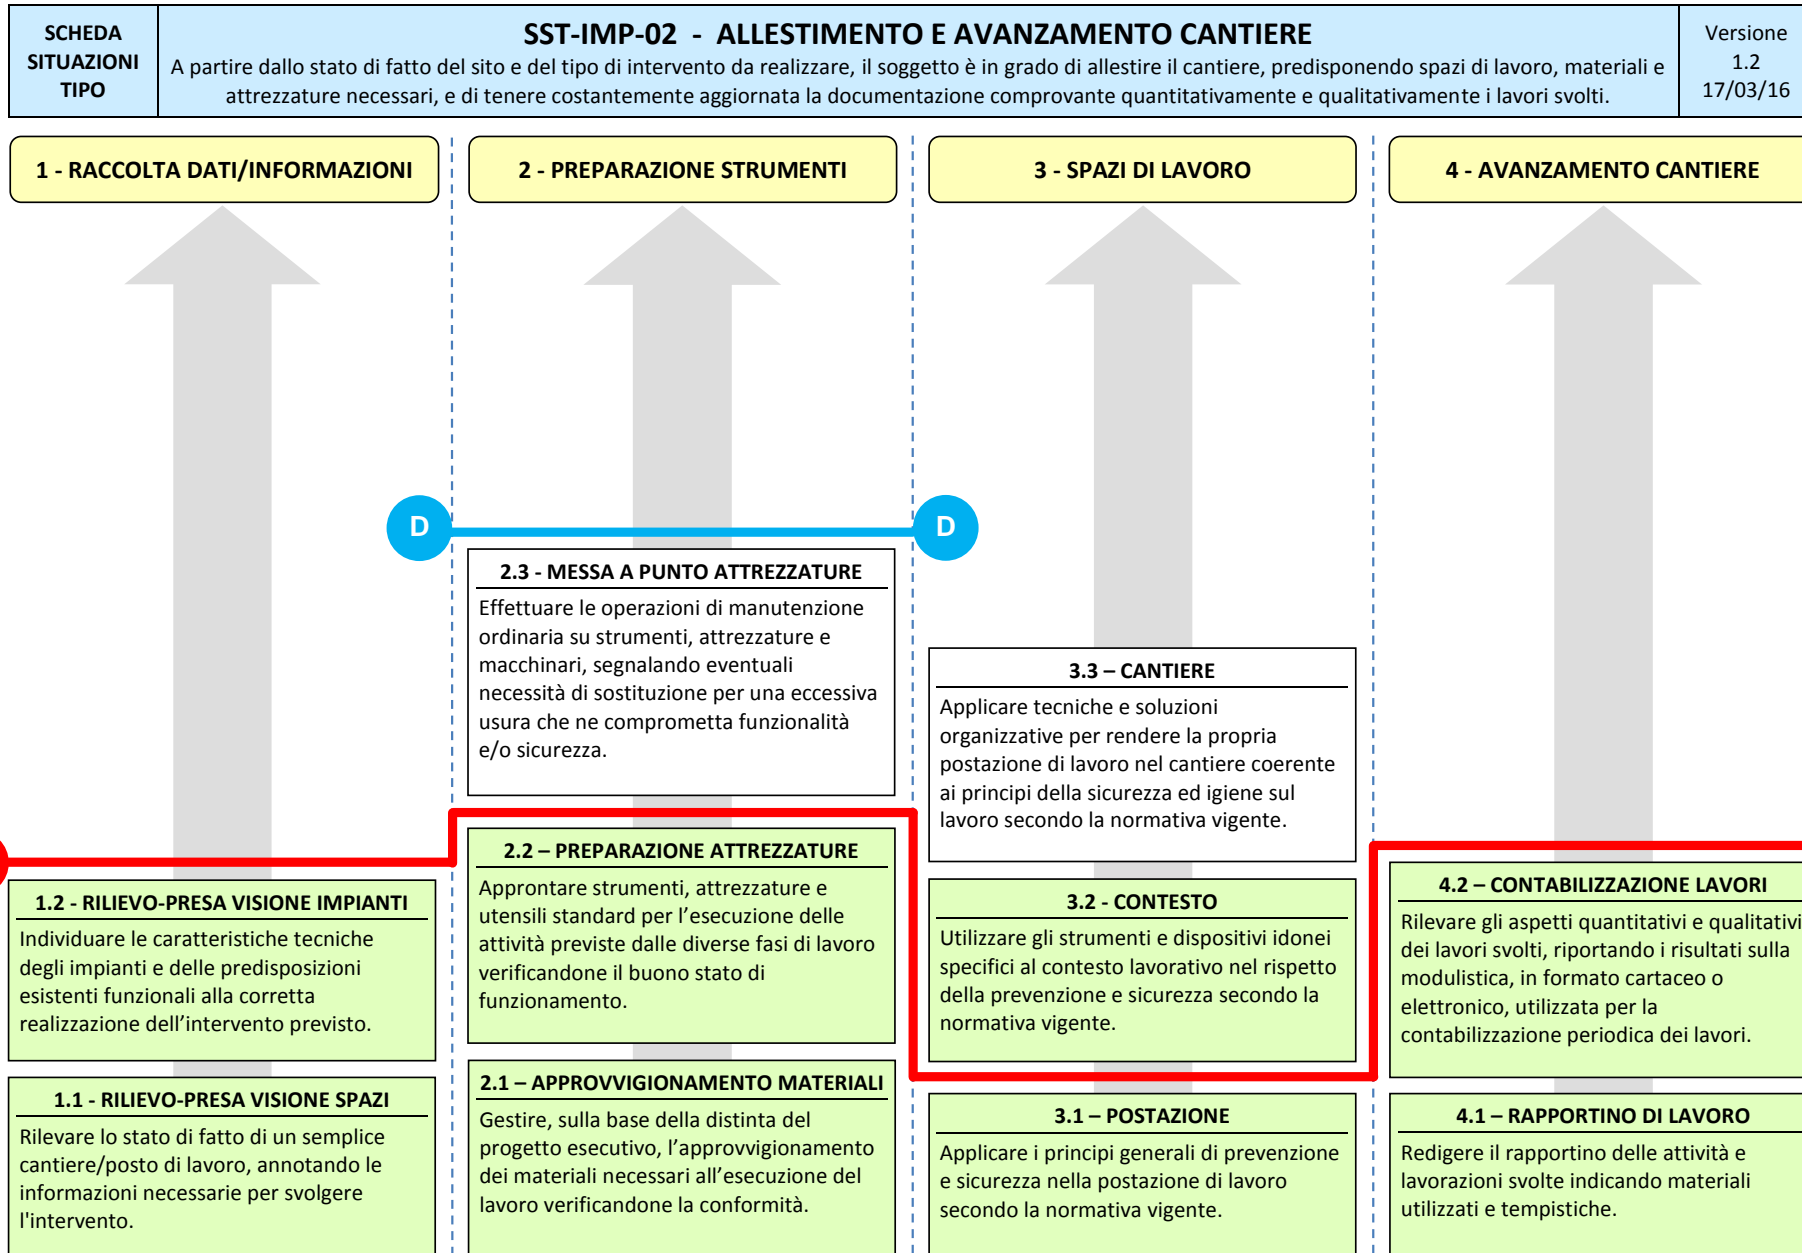 SCHEDA
SITUAZIONI
TIPO
SST-IMP-02 - ALLESTIMENTO E AVANZAMENTO CANTIERE
A partire dallo stato di fatto del sito e del tipo di intervento da realizzare, il soggetto è in grado di allestire il cantiere, predisponendo spazi di lavoro, materiali e
attrezzature necessari, e di tenere costantemente aggiornata la documentazione comprovante quantitativamente e qualitativamente i lavori svolti.
Versione
1.2
17/03/16
1 - RACCOLTA DATI/INFORMAZIONI
2 - PREPARAZIONE STRUMENTI
3 - SPAZI DI LAVORO
4 - AVANZAMENTO CANTIERE
D
D
1.2 - RILIEVO-PRESA VISIONE IMPIANTI
Individuare le caratteristiche tecniche
degli impianti e delle predisposizioni
esistenti funzionali alla corretta
realizzazione dell’intervento previsto.
1.1 - RILIEVO-PRESA VISIONE SPAZI
Rilevare lo stato di fatto di un semplice
cantiere/posto di lavoro, annotando le
informazioni necessarie per svolgere
l'intervento.
2.3 - MESSA A PUNTO ATTREZZATURE
Effettuare le operazioni di manutenzione
ordinaria su strumenti, attrezzature e
macchinari, segnalando eventuali
necessità di sostituzione per una eccessiva
usura che ne comprometta funzionalità
e/o sicurezza.
2.2 – PREPARAZIONE ATTREZZATURE
Approntare strumenti, attrezzature e
utensili standard per l’esecuzione delle
attività previste dalle diverse fasi di lavoro
verificandone il buono stato di
funzionamento.
2.1 – APPROVVIGIONAMENTO MATERIALI
Gestire, sulla base della distinta del
progetto esecutivo, l’approvvigionamento
dei materiali necessari all’esecuzione del
lavoro verificandone la conformità.
3.3 – CANTIERE
Applicare tecniche e soluzioni
organizzative per rendere la propria
postazione di lavoro nel cantiere coerente
ai principi della sicurezza ed igiene sul
lavoro secondo la normativa vigente.
3.2 - CONTESTO
Utilizzare gli strumenti e dispositivi idonei
specifici al contesto lavorativo nel rispetto
della prevenzione e sicurezza secondo la
normativa vigente.
3.1 – POSTAZIONE
Applicare i principi generali di prevenzione
e sicurezza nella postazione di lavoro
secondo la normativa vigente.
4.2 – CONTABILIZZAZIONE LAVORI
Rilevare gli aspetti quantitativi e qualitativi
dei lavori svolti, riportando i risultati sulla
modulistica, in formato cartaceo o
elettronico, utilizzata per la
contabilizzazione periodica dei lavori.
4.1 – RAPPORTINO DI LAVORO
Redigere il rapportino delle attività e
lavorazioni svolte indicando materiali
utilizzati e tempistiche.